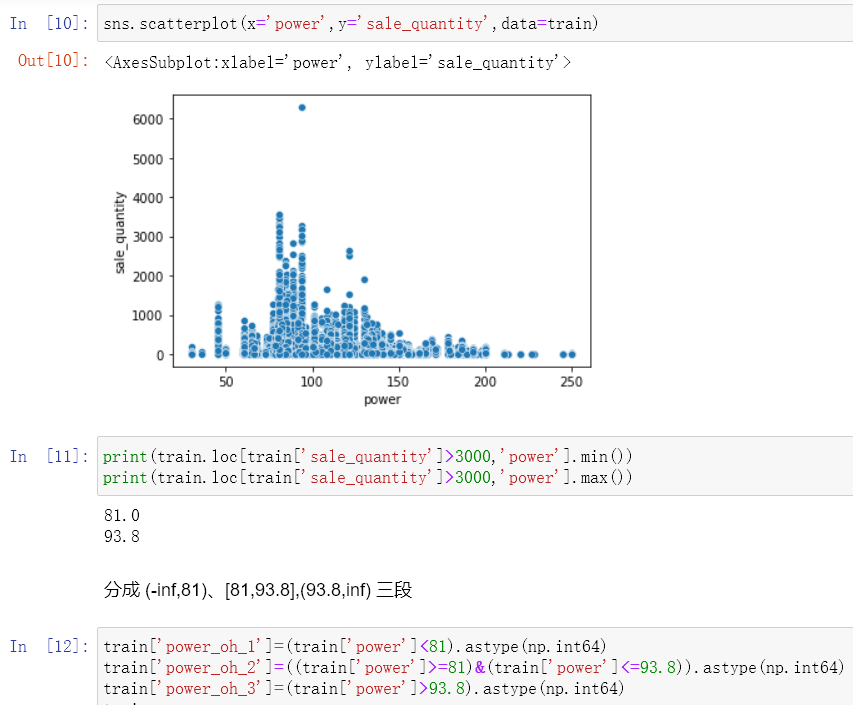 In [10]: sns.scatterplot(x='power',y='sale_quantity',data=train)
Out[10]: <AxesSubplot:xlabel='power', ylabel='sale_quantity'>
6000
5000
4000
3000
2000
1000
0
sale_quantity
50 100 150 200 250
power
In [11]: print(train.loc[train['sale_quantity']>3000,'power'].min())
print(train.loc[train['sale_quantity']>3000,'power'].max())
81.0
93.8
分成 (-inf,81)、[81,93.8],(93.8,inf) 三段
In [12]: train['power_oh_1']=(train['power']<81).astype(np.int64)
train['power_oh_2']=((train['power']>=81)&(train['power']<=93.8)).astype(np.int64)
train['power_oh_3']=(train['power']>93.8).astype(np.int64)